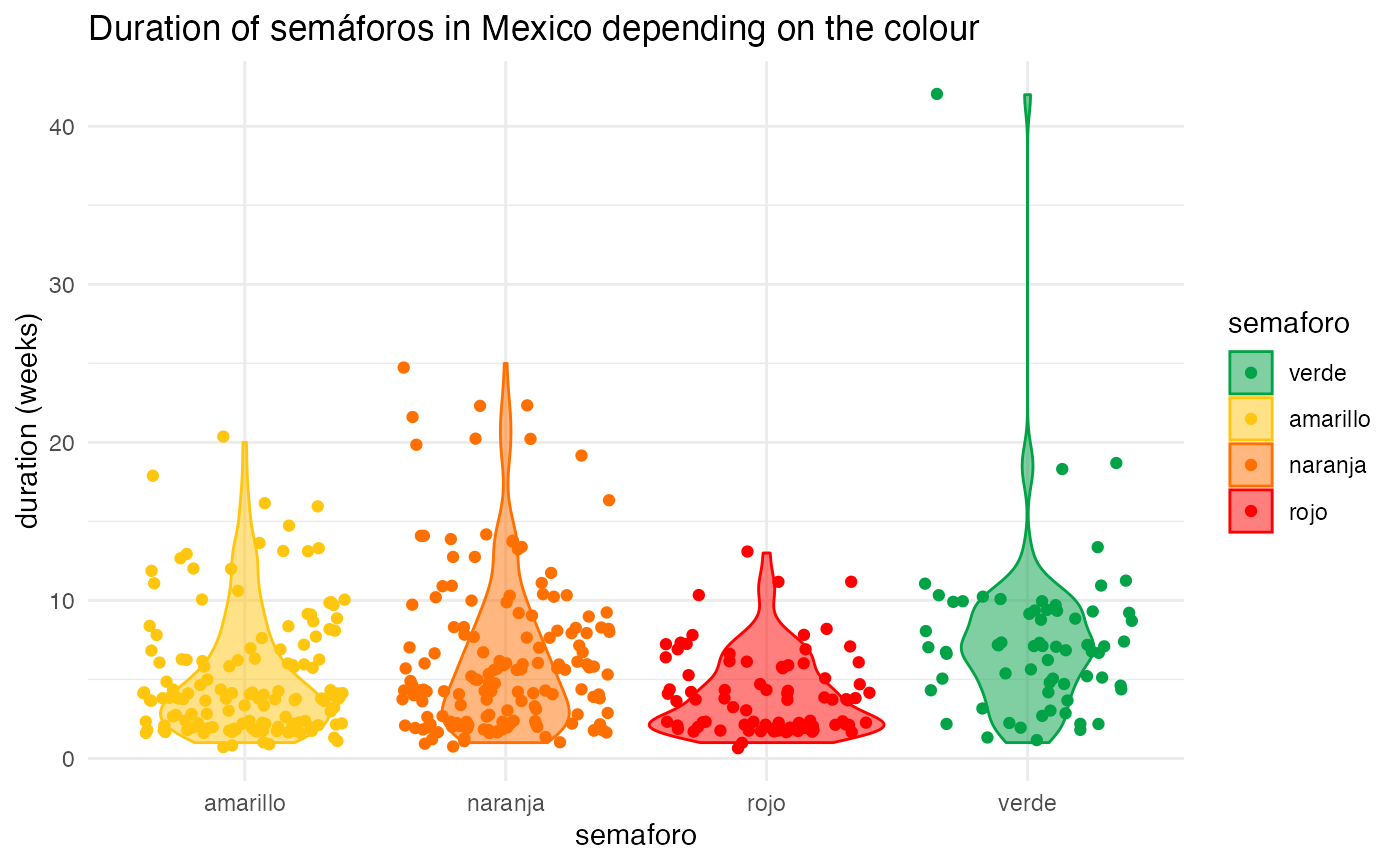 Duration of semáforos in Mexico depending on the colour
duration (weeks)
40
30
20
10
0
amarillo
naranja
rojo
verde
semaforo
semaforo
verde
amarillo
naranja
rojo